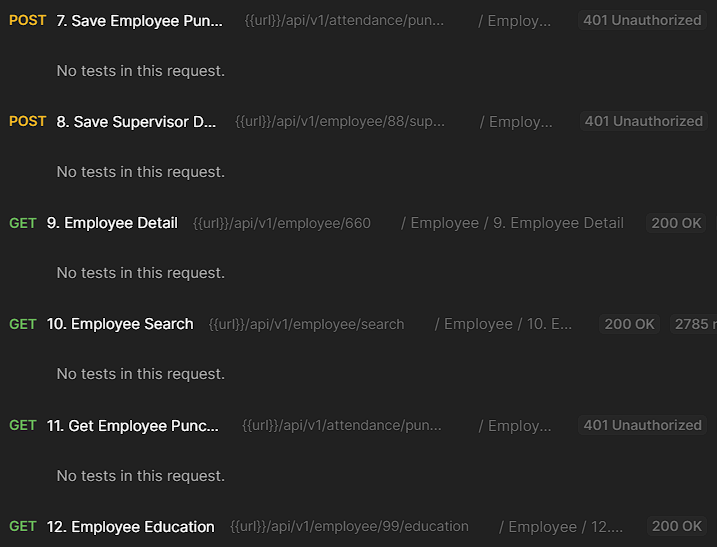 POST 7. Save Employee Pun... {{url}}/api/v1/attendance/pun... / Employ... 401 Unauthorized
No tests in this request.
POST 8. Save Supervisor D... {{url}}/api/v1/employee/88/sup... / Employ... 401 Unauthorized
No tests in this request.
GET 9. Employee Detail {{url}}/api/v1/employee/660 / Employee / 9. Employee Detail 200 OK
No tests in this request.
GET 10. Employee Search {{url}}/api/v1/employee/search / Employee / 10. E... 200 OK 2785
No tests in this request.
GET 11. Get Employee Punc... {{url}}/api/v1/attendance/pun... / Employ... 401 Unauthorized
No tests in this request.
GET 12. Employee Education {{url}}/api/v1/employee/99/education / Employee / 12.... 200 OK